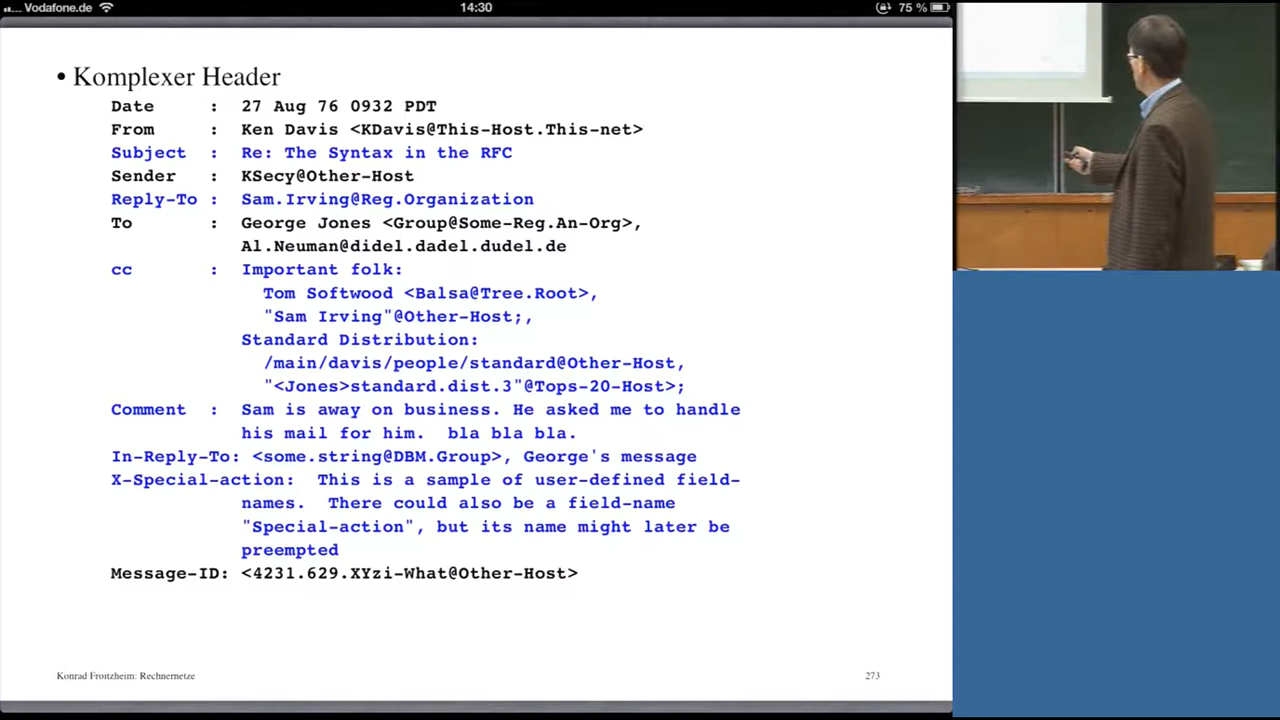 Vodafone.de 14:30 75 %
• Komplexer Header
Date : 27 Aug 76 0932 PDT
From : Ken Davis <KDavis@This-Host.This-net>
Subject : Re: The Syntax in the RFC
Sender : KSecy@Other-Host
Reply-To : Sam.Irving@Reg.Organization
To : George Jones <Group@Some-Reg.An-Org>,
Al.Neuman@didel.dadel.dudel.de
cc : Important folk:
Tom Softwood <Balsa@Tree.Root>,
"Sam Irving"@Other-Host;,
Standard Distribution:
/main/davis/people/standard@Other-Host,
"<Jones>standard.dist.3"@Tops-20-Host>;
Comment : Sam is away on business. He asked me to handle
his mail for him. bla bla bla.
In-Reply-To: <some.string@DBM.Group>, George's message
X-Special-action: This is a sample of user-defined field-
names. There could also be a field-name
"Special-action", but its name might later be
preempted
Message-ID: <4231.629.XYzi-What@Other-Host>
Konrad Froitzheim: Rechnernetze 273